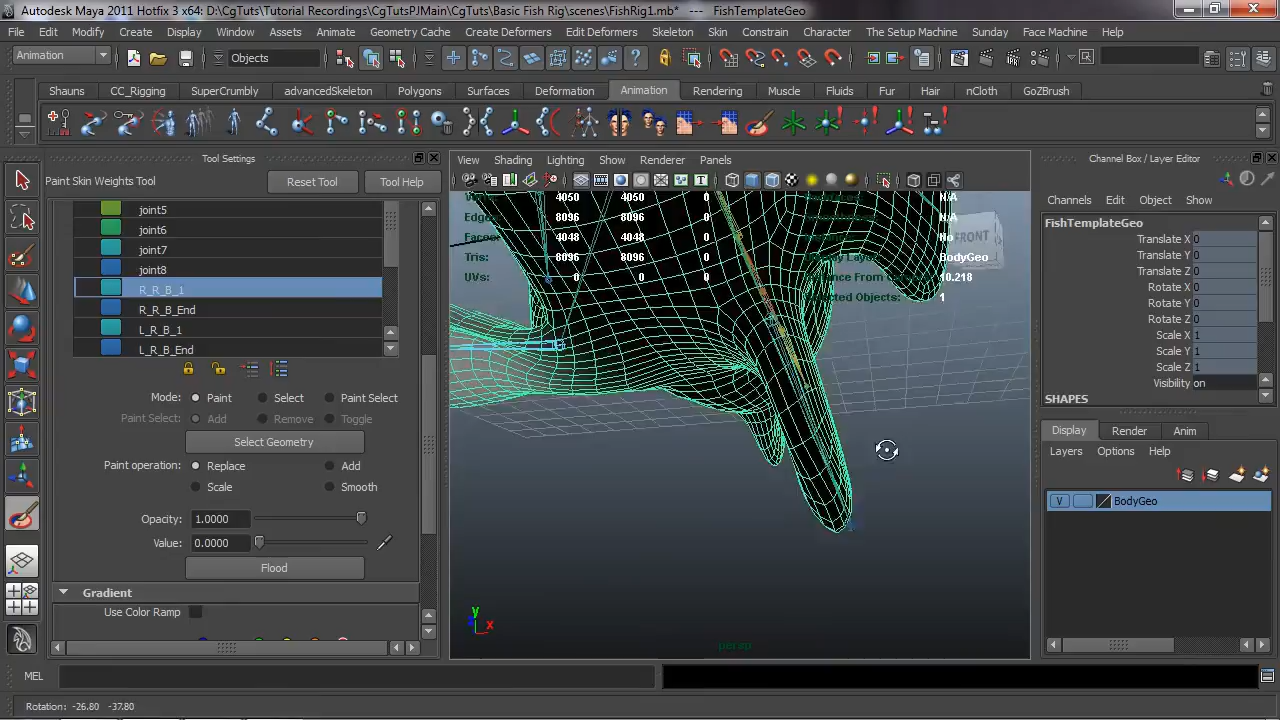 Autodesk Maya 2011 Hotfix 3 x64: D:\CgTuts\Tutorial Recordings\CgTutsPJMain\CgTuts\Basic Fish Rig\scenes\FishRig1.mb* --- FishTemplateGeo
File Edit Modify Create Display Window Assets Animate Geometry Cache Create Deformers Edit Deformers Skeleton Skin Constrain Character The Setup Machine Sunday Face Machine Help
Animation Objects
Shauns CC_Rigging SuperCrumbly advancedSkeleton Polygons Surfaces Deformation Animation Rendering Muscle Fluids Fur Hair nCloth GoZBrush
Tool Settings
Paint Skin Weights Tool Reset Tool Tool Help
joint5
joint6
joint7
joint8
R_R_B_1
R_R_B_End
L_R_B_1
L_R_B_End
Mode: Paint Select Paint Select
Paint Select: Add Remove Toggle
Select Geometry
Paint operation: Replace Add
Scale Smooth
Opacity: 1.0000
Value: 0.0000
Flood
Gradient
Use Color Ramp
View Shading Lighting Show Renderer Panels
4050 4050 0 N/A
Edges: 8096 8096 0 N/A
4048 4048 0 No
Tris: 8096 8096 0 BodyGeo
UVs: 0 0 0 10.218
1
FRONT
y
x
persp
Channel Box / Layer Editor
Channels Edit Object Show
FishTemplateGeo
Translate X 0
Translate Y 0
Translate Z 0
Rotate X 0
Rotate Y 0
Rotate Z 0
Scale X 1
Scale Y 1
Scale Z 1
Visibility on
SHAPES
Display Render Anim
Layers Options Help
V BodyGeo
MEL
Rotation: -26.80 -37.80